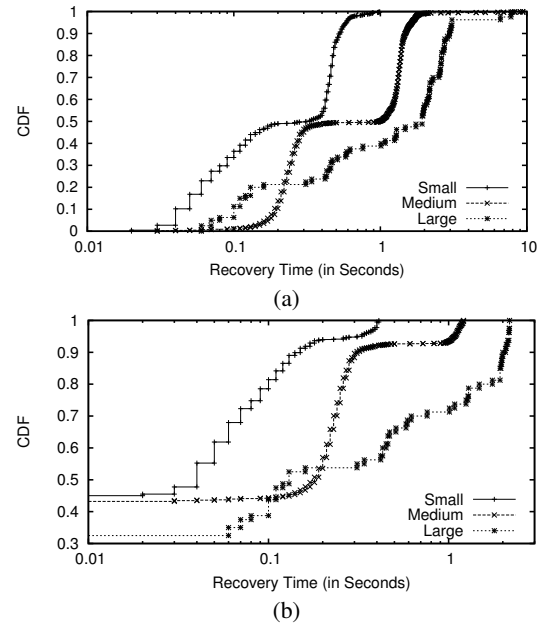 1
0.9
0.8
0.7
0.6
0.5
0.4
0.3
0.2
0.1
0
CDF
Small
Medium
Large
0.01 0.1 1 10
Recovery Time (in Seconds)
(a)
1
0.9
0.8
0.7
0.6
0.5
0.4
0.3
CDF
Small
Medium
Large
0.01 0.1 1
Recovery Time (in Seconds)
(b)